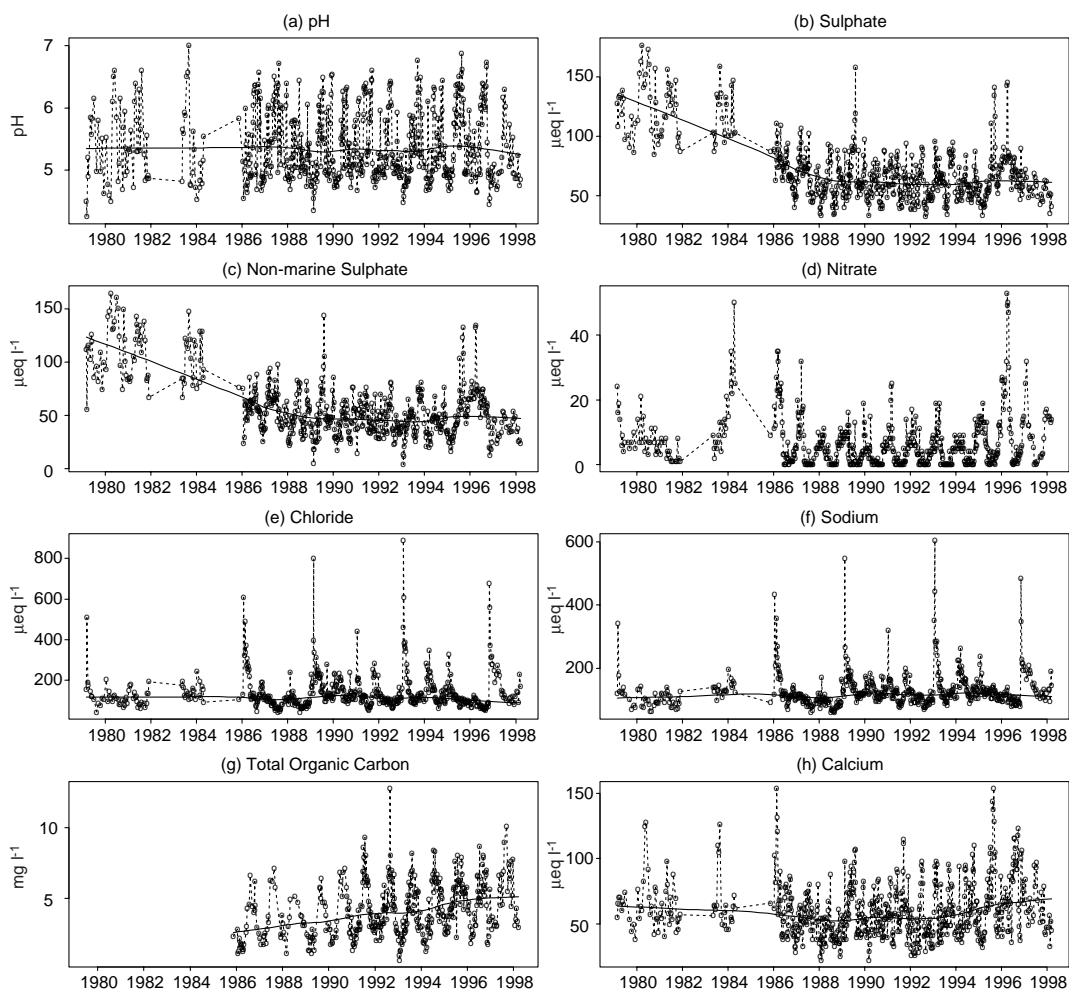 (a) pH
7
6
5
pH
1980 1982 1984 1986 1988 1990 1992 1994 1996 1998
(b) Sulphate
150
100
50
µeq l-1
1980 1982 1984 1986 1988 1990 1992 1994 1996 1998
(c) Non-marine Sulphate
150
100
50
0
µeq l-1
1980 1982 1984 1986 1988 1990 1992 1994 1996 1998
(d) Nitrate
40
20
0
µeq l-1
1980 1982 1984 1986 1988 1990 1992 1994 1996 1998
(e) Chloride
800
600
400
200
µeq l-1
1980 1982 1984 1986 1988 1990 1992 1994 1996 1998
(f) Sodium
600
400
200
0
µeq l-1
1980 1982 1984 1986 1988 1990 1992 1994 1996 1998
(g) Total Organic Carbon
10
5
mg l-1
1980 1982 1984 1986 1988 1990 1992 1994 1996 1998
(h) Calcium
150
100
50
µeq l-1
1980 1982 1984 1986 1988 1990 1992 1994 1996 1998